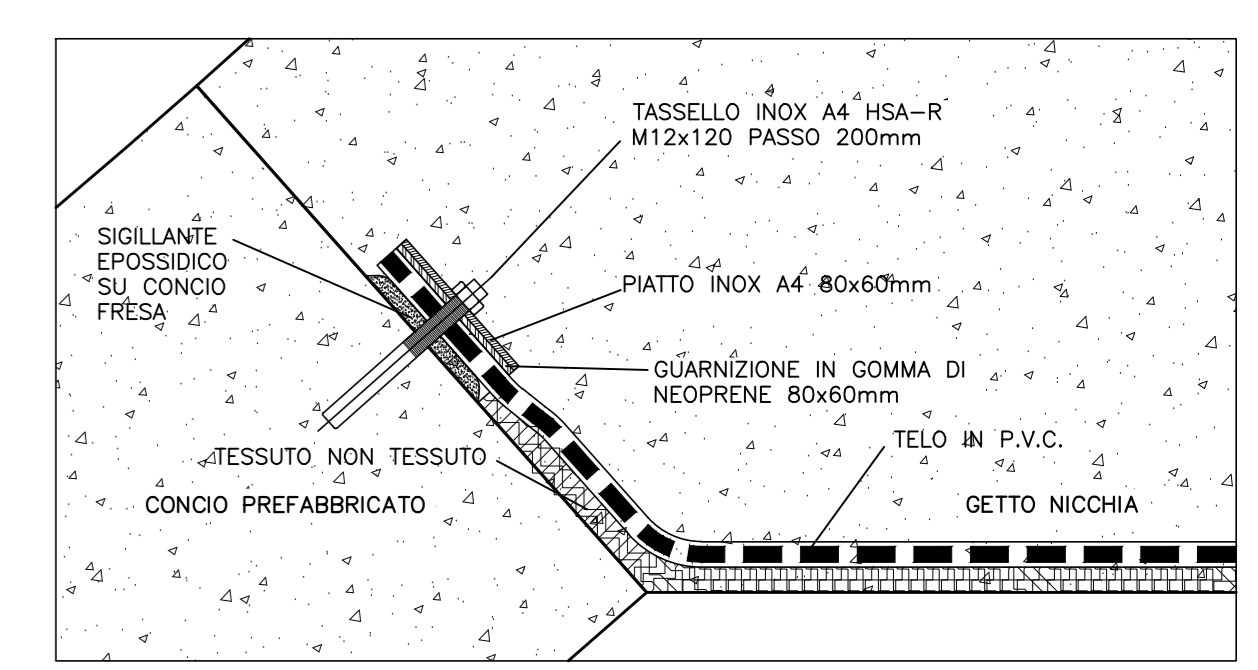 TASSELLO INOX A4 HSA-R
M12x120 PASSO 200mm
SIGILLANTE
EPOSSIDICO
SU CONCIO
FRESA
PIATTO INOX A4 80x60mm
GUARNIZIONE IN GOMMA DI
NEOPRENE 80x60mm
TELO IN P.V.C.
TESSUTO NON TESSUTO
CONCIO PREFABBRICATO
GETTO NICCHIA